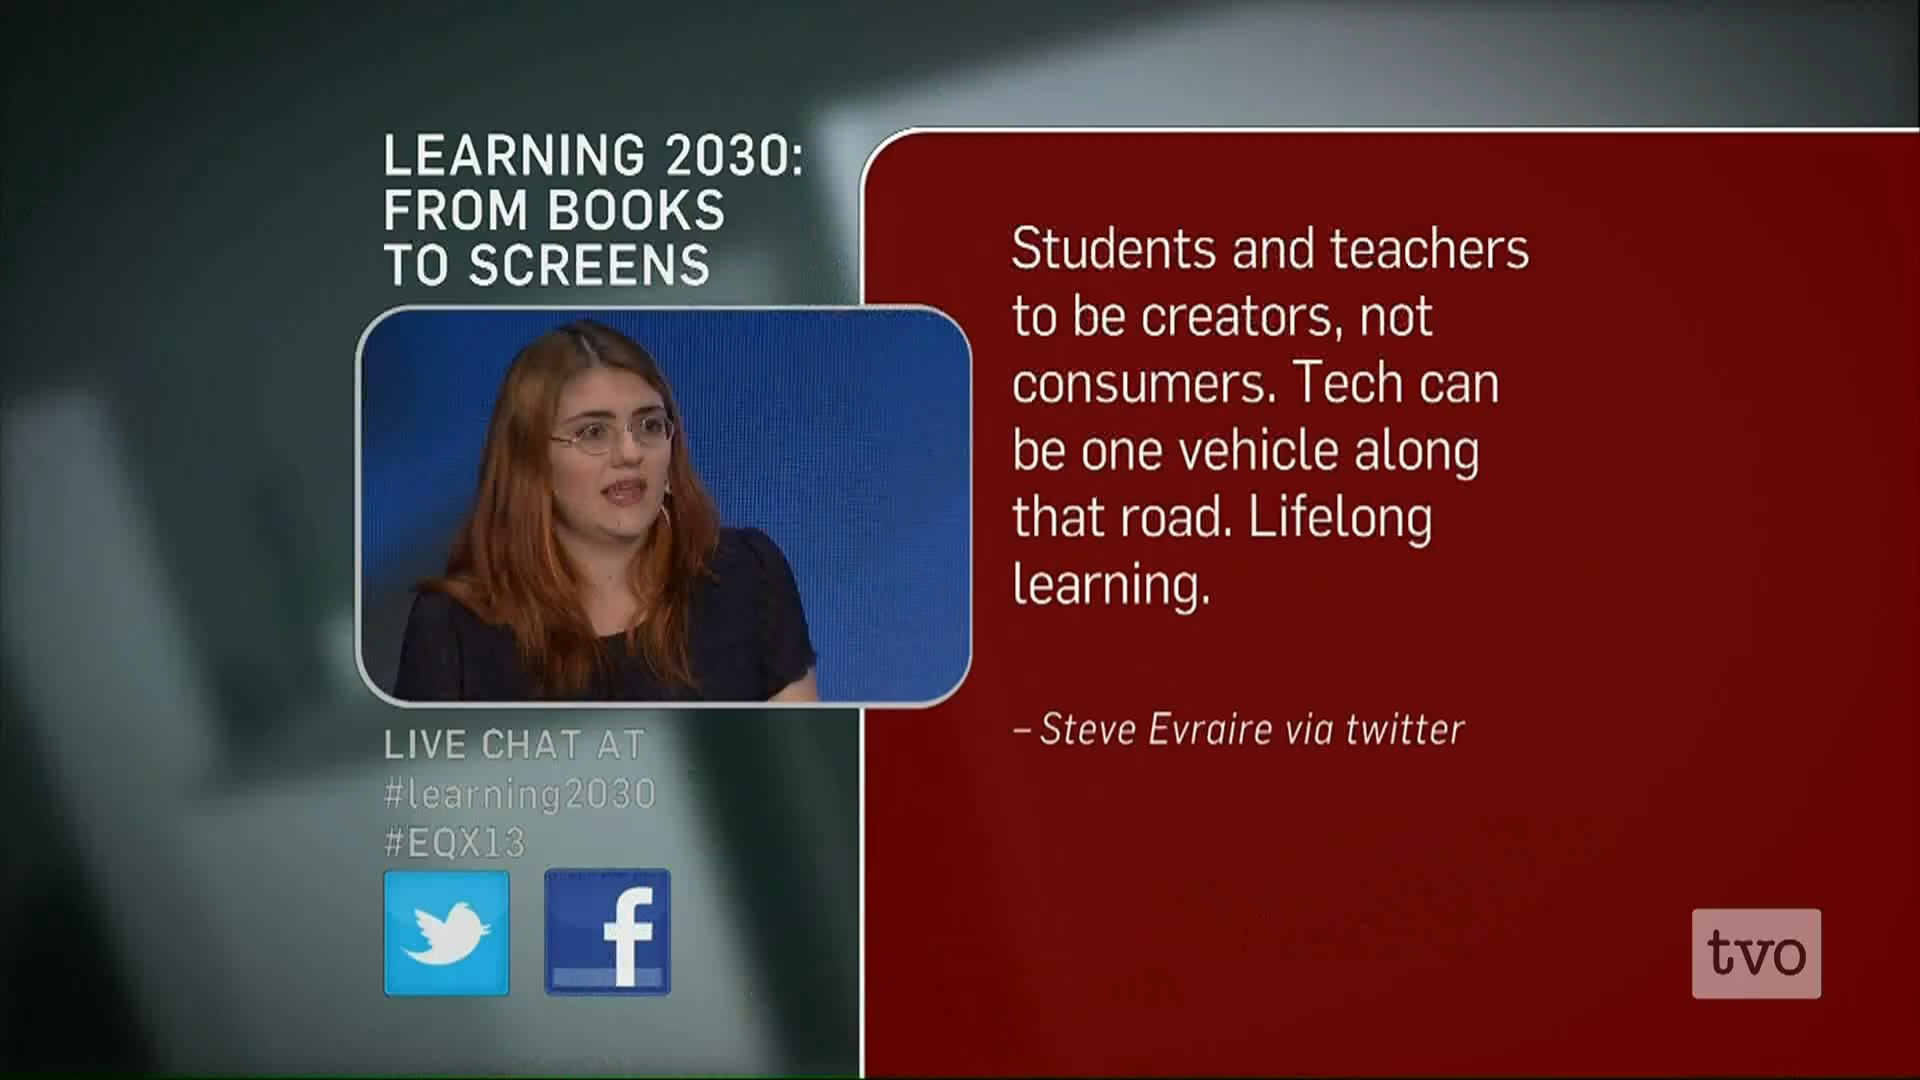 LEARNING 2030:
FROM BOOKS
TO SCREENS
Students and teachers
to be creators, not
consumers. Tech can
be one vehicle along
that road. Lifelong
learning.
– Steve Evraire via twitter
LIVE CHAT AT
#learning2030
#EQX13
f
tvo